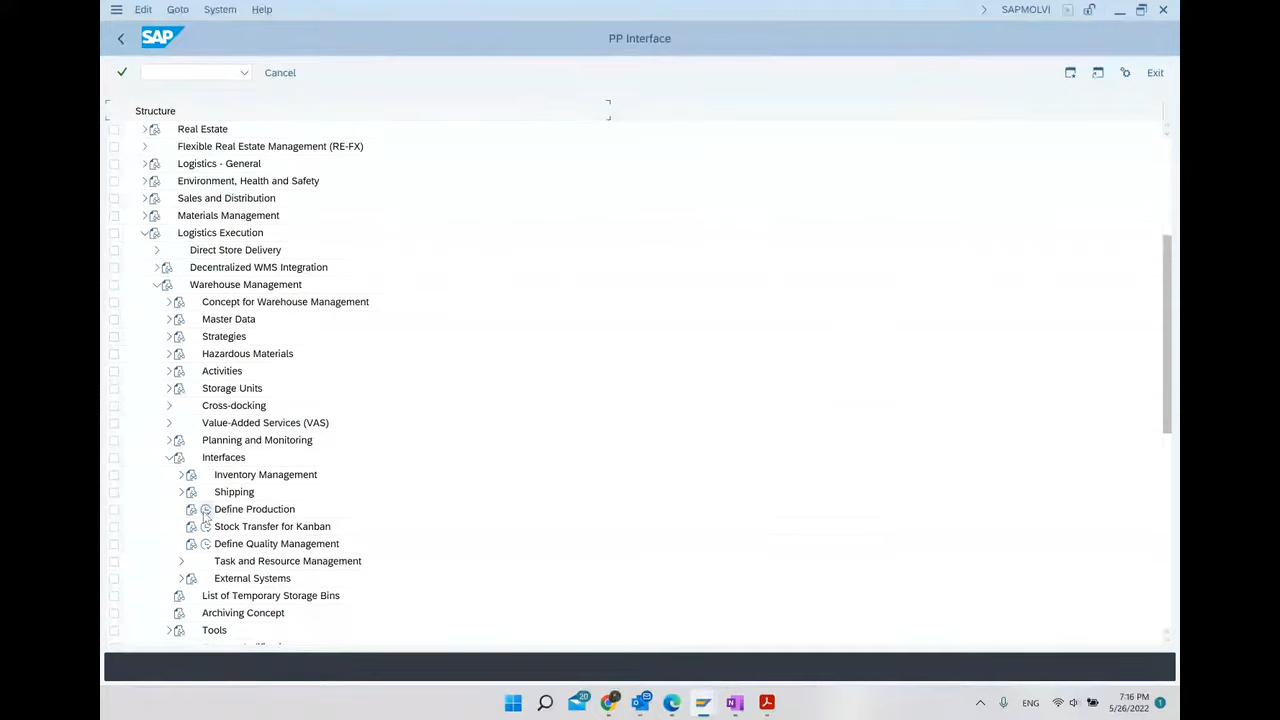 Edit Goto System Help SAPMOLVI
SAP PP Interface
Cancel Exit
Structure
Real Estate
Flexible Real Estate Management (RE-FX)
Logistics - General
Environment, Health and Safety
Sales and Distribution
Materials Management
Logistics Execution
Direct Store Delivery
Decentralized WMS Integration
Warehouse Management
Concept for Warehouse Management
Master Data
Strategies
Hazardous Materials
Activities
Storage Units
Cross-docking
Value-Added Services (VAS)
Planning and Monitoring
Interfaces
Inventory Management
Shipping
Define Production
Stock Transfer for Kanban
Define Quality Management
Task and Resource Management
External Systems
List of Temporary Storage Bins
Archiving Concept
Tools
20
ENG
7:16 PM
5/26/2022
1